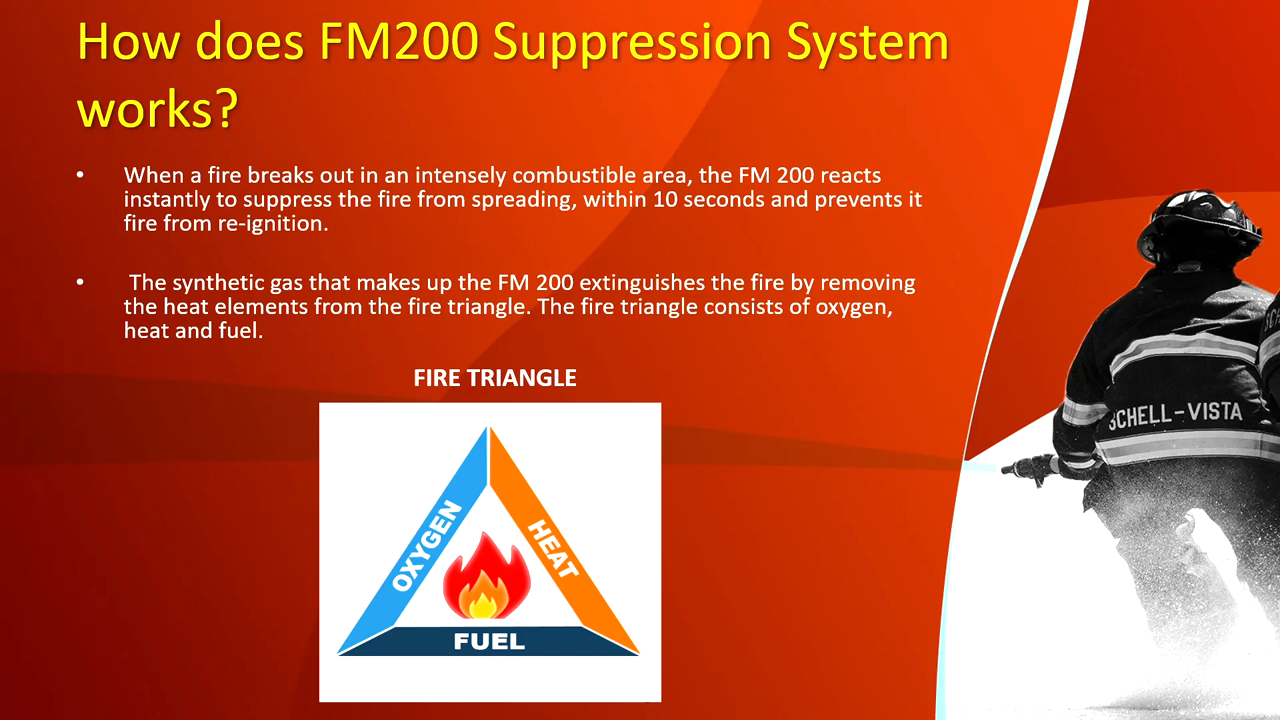 How does FM200 Suppression System
works?
• When a fire breaks out in an intensely combustible area, the FM 200 reacts
instantly to suppress the fire from spreading, within 10 seconds and prevents it
fire from re-ignition.
• The synthetic gas that makes up the FM 200 extinguishes the fire by removing
the heat elements from the fire triangle. The fire triangle consists of oxygen,
heat and fuel.
FIRE TRIANGLE
OXYGEN
HEAT
FUEL
SCHELL-VISTA